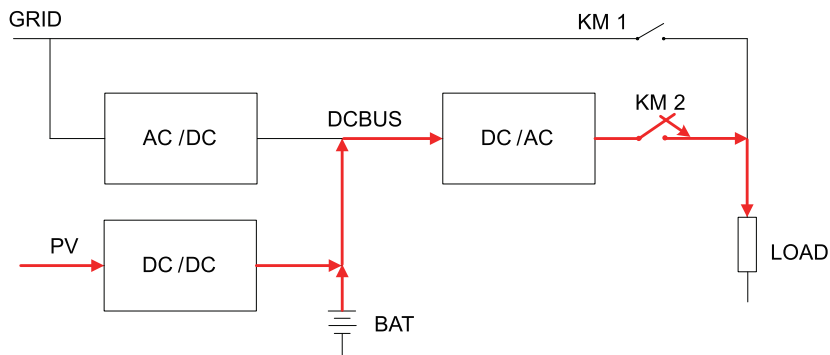 GRID
KM 1
AC /DC
DCBUS
DC /AC
KM 2
PV
DC /DC
BAT
LOAD